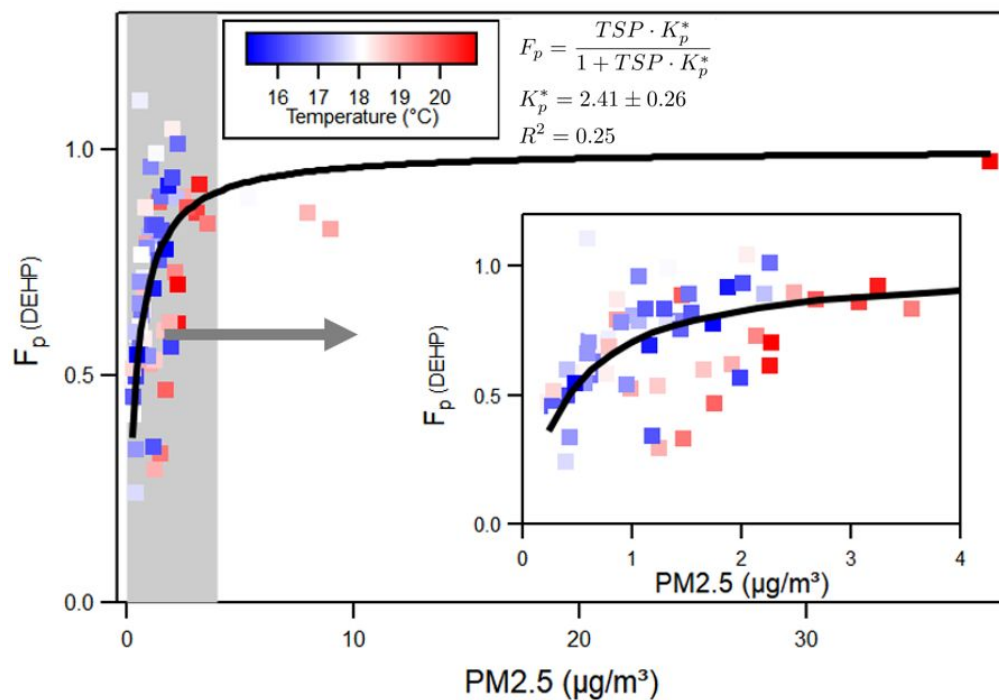 F_p = TSP · K_p^* / 1 + TSP · K_p^*
K_p^* = 2.41 ± 0.26
R^2 = 0.25
16 17 18 19 20
Temperature (°C)
1.0
0.5
0.0
F_p (DEHP)
0 10 20 30
PM2.5 (µg/m³)
1.0
0.5
0.0
F_p (DEHP)
0 1 2 3 4
PM2.5 (µg/m³)